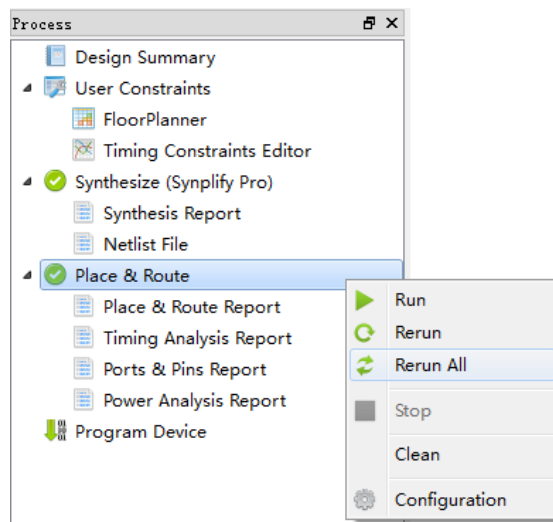 Process
Design Summary
User Constraints
FloorPlanner
Timing Constraints Editor
Synthesize (Synplify Pro)
Synthesis Report
Netlist File
Place & Route
Place & Route Report
Timing Analysis Report
Ports & Pins Report
Power Analysis Report
Program Device
Run
Rerun
Rerun All
Stop
Clean
Configuration